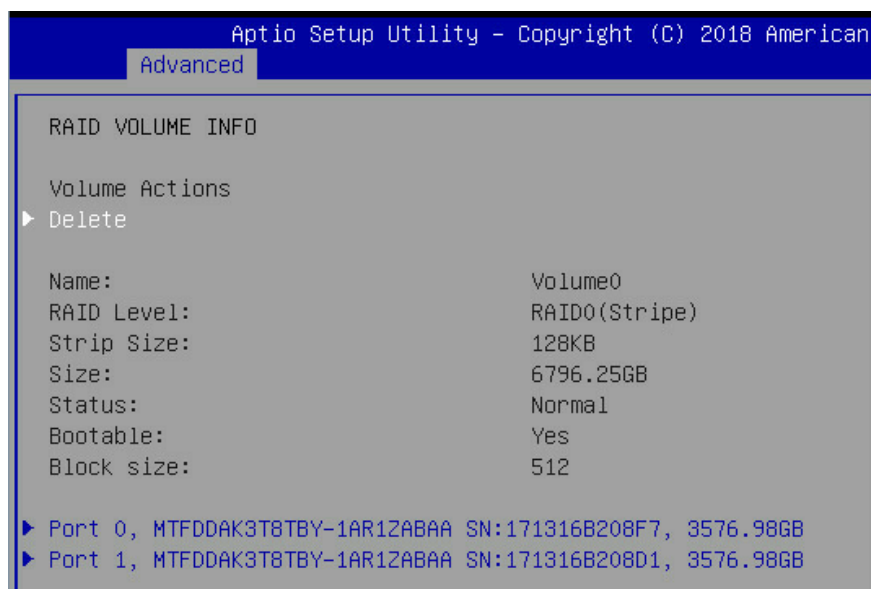 Aptio Setup Utility – Copyright (C) 2018 American
Advanced
RAID VOLUME INFO
Volume Actions
Delete
Name: Volume0
RAID Level: RAID0(Stripe)
Strip Size: 128KB
Size: 6796.25GB
Status: Normal
Bootable: Yes
Block size: 512
Port 0, MTFDDAK3T8TBY-1AR1ZABAA SN:171316B208F7, 3576.98GB
Port 1, MTFDDAK3T8TBY-1AR1ZABAA SN:171316B208D1, 3576.98GB